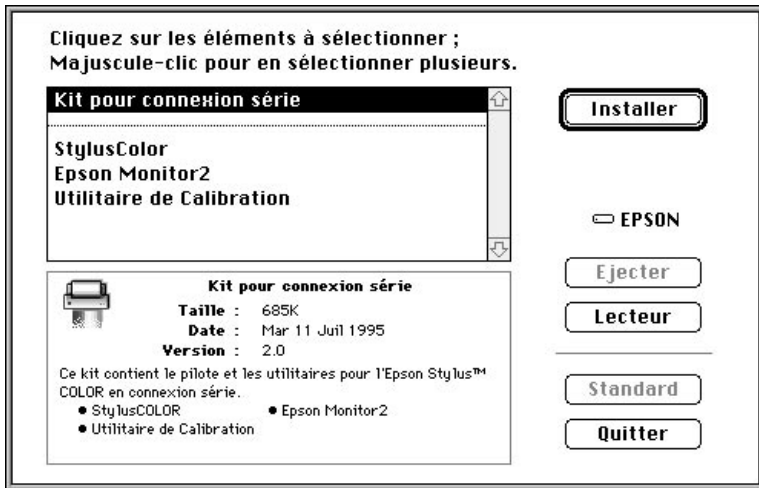 Cliquez sur les éléments à sélectionner ;
Majuscule-clic pour en sélectionner plusieurs.
Kit pour connexion série
StylusColor
Epson Monitor2
Utilitaire de Calibration
Installer
EPSON
Ejecter
Lecteur
Standard
Quitter
Kit pour connexion série
Taille : 685K
Date : Mar 11 Juil 1995
Version : 2.0
Ce kit contient le pilote et les utilitaires pour l'Epson Stylus™
COLOR en connexion série.
● StylusCOLOR ● Epson Monitor2
● Utilitaire de Calibration